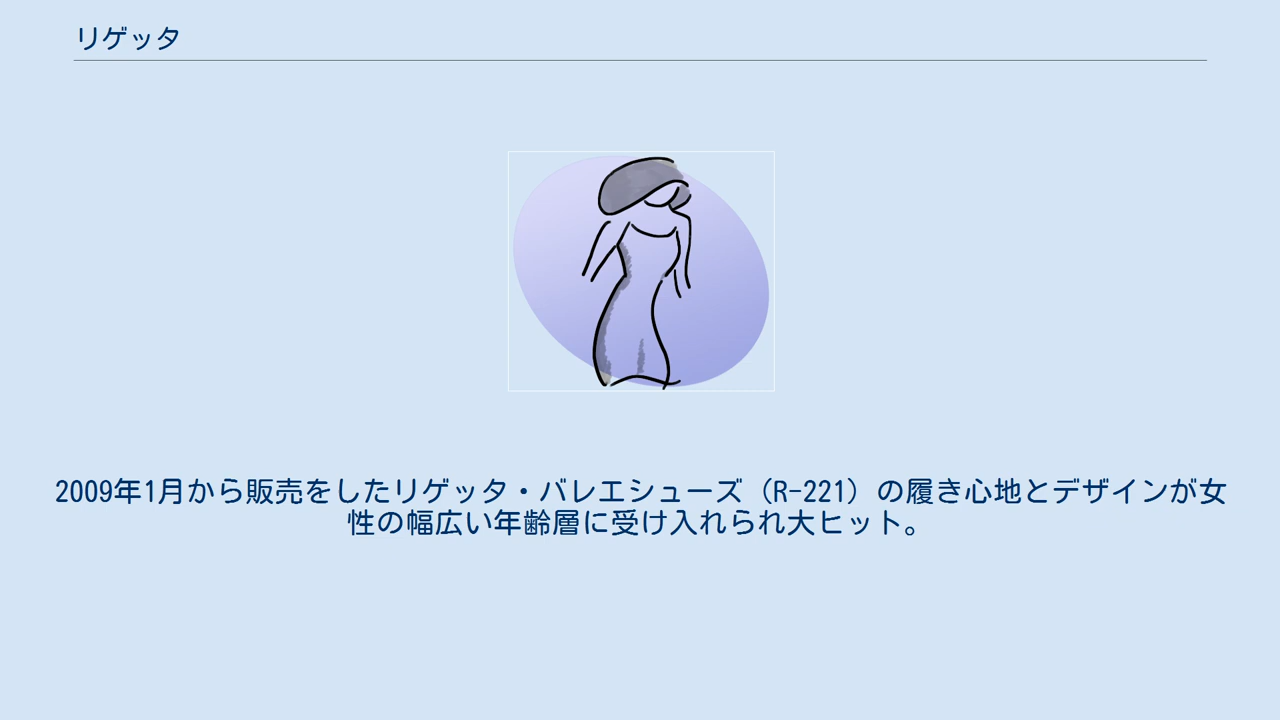 リゲッタ
2009年1月から販売をしたリゲッタ・バレエシューズ（R-221）の履き心地とデザインが女
性の幅広い年齢層に受け入れられ大ヒット。